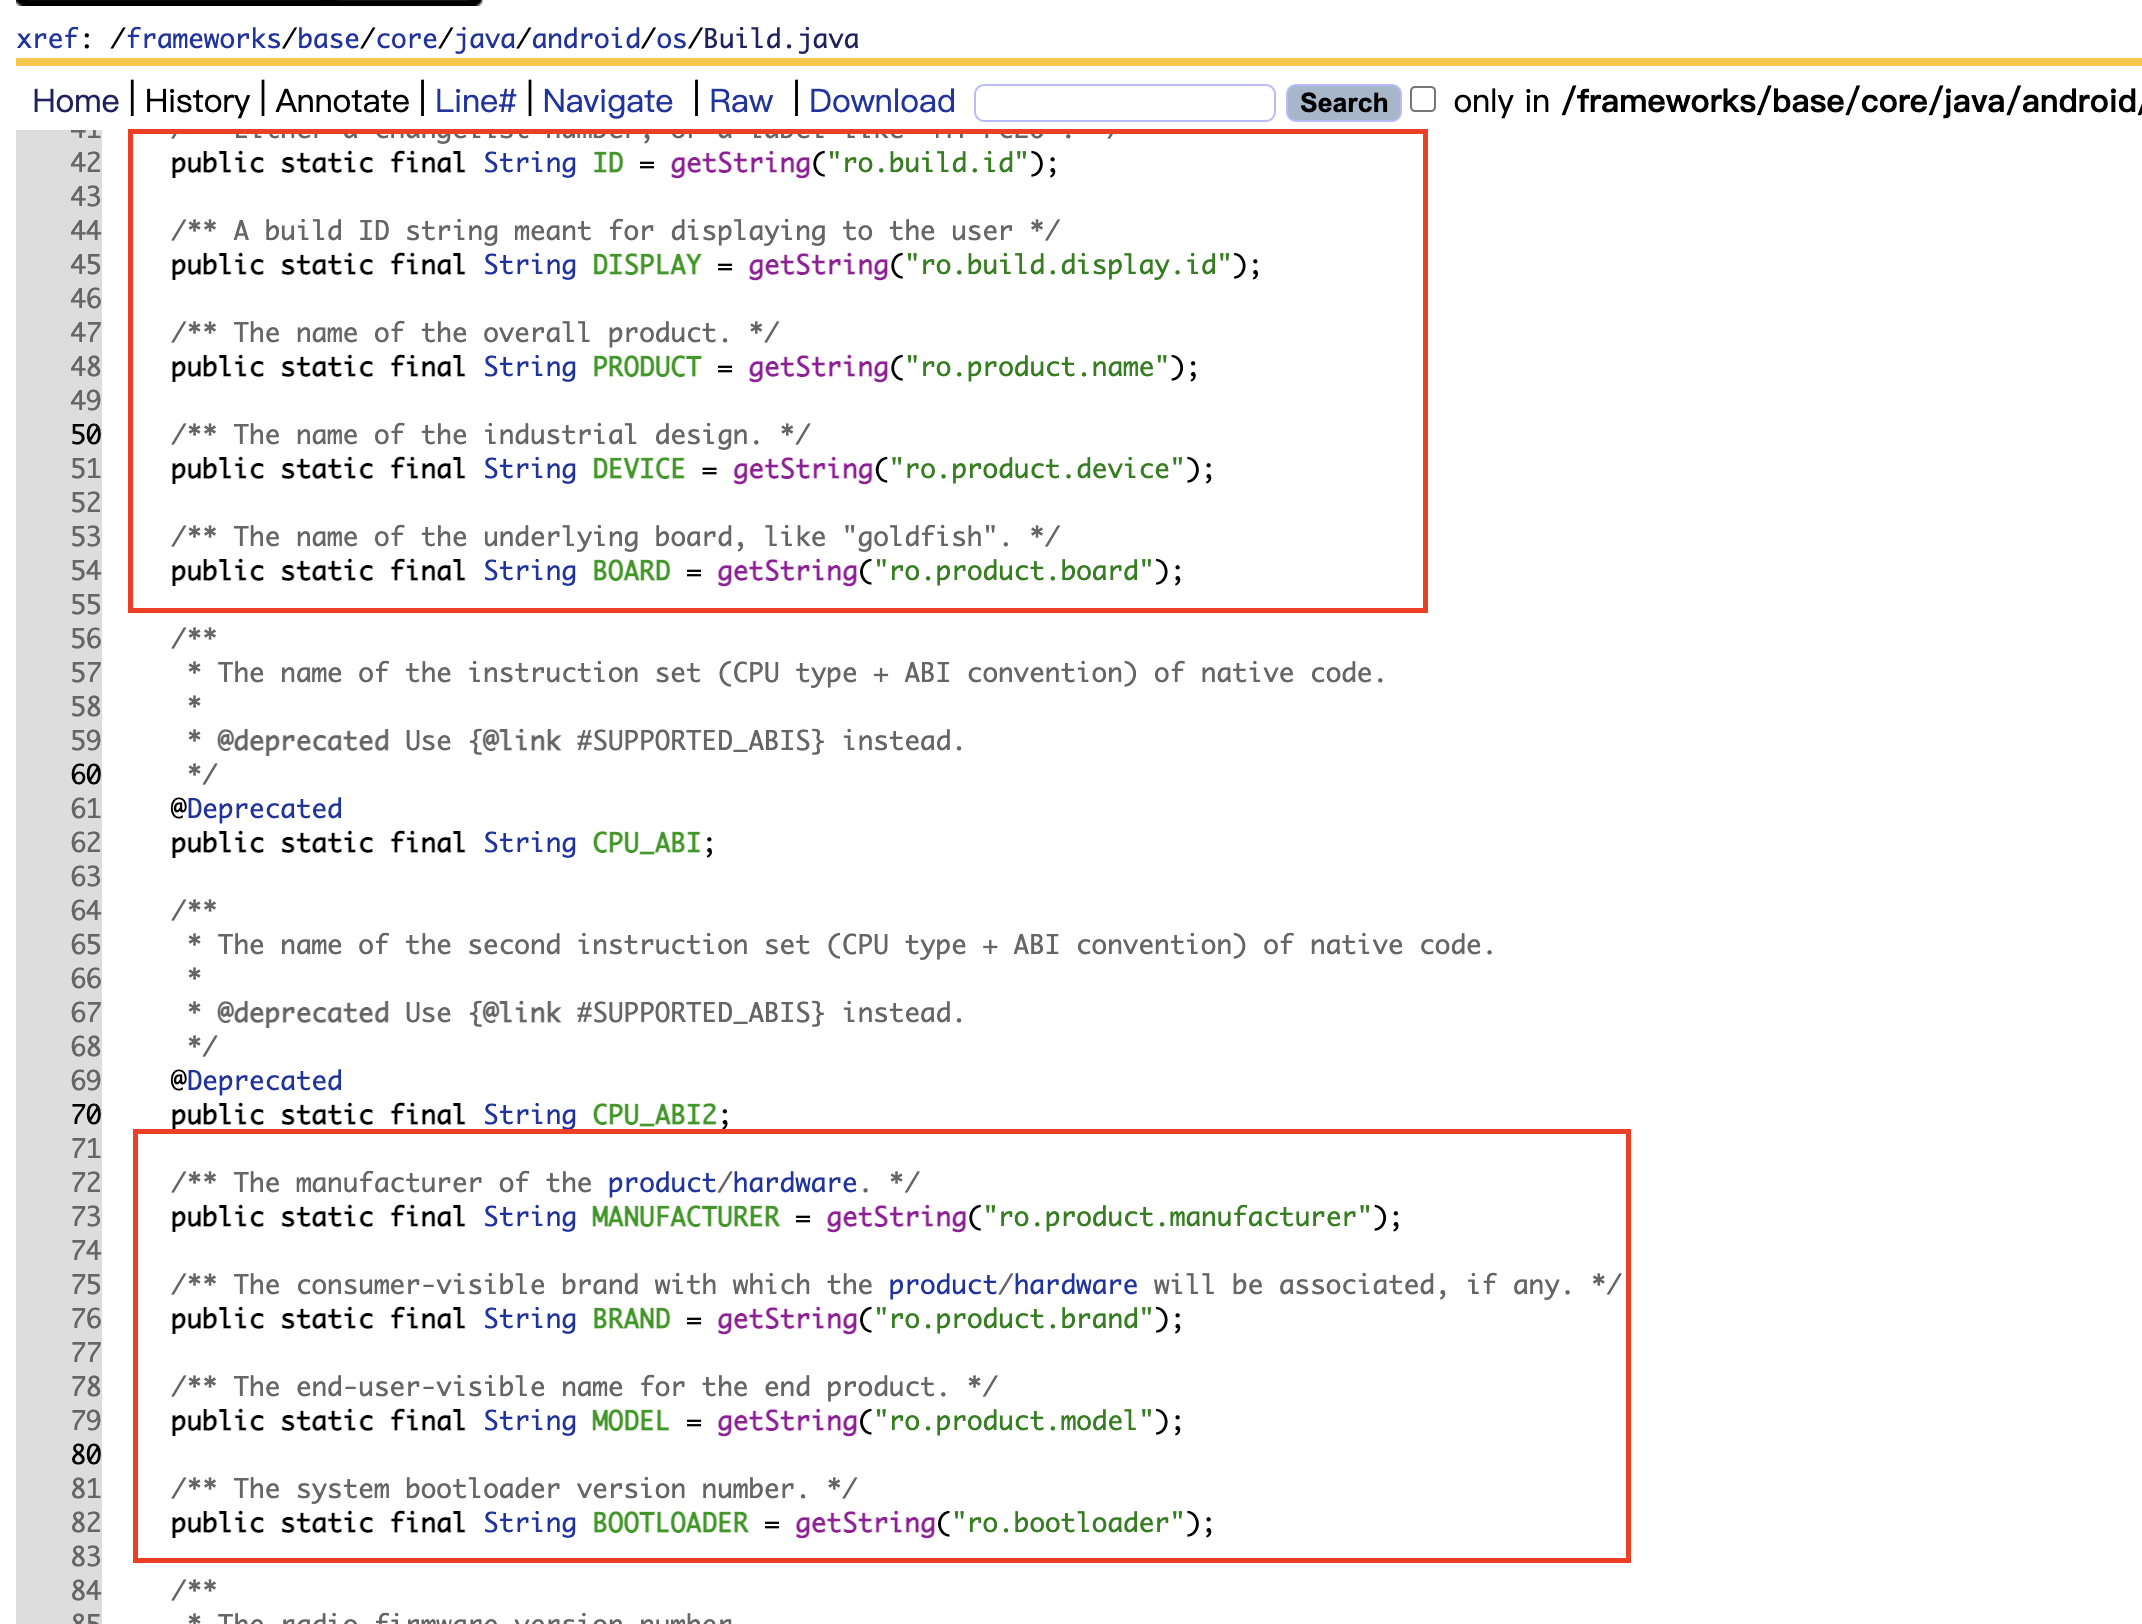 xref: /frameworks/base/core/java/android/os/Build.java
Home | History | Annotate | Line# | Navigate | Raw | Download Search only in /frameworks/base/core/java/android/
42 public static final String ID = getString("ro.build.id");
43
44 /** A build ID string meant for displaying to the user */
45 public static final String DISPLAY = getString("ro.build.display.id");
46
47 /** The name of the overall product. */
48 public static final String PRODUCT = getString("ro.product.name");
49
50 /** The name of the industrial design. */
51 public static final String DEVICE = getString("ro.product.device");
52
53 /** The name of the underlying board, like "goldfish". */
54 public static final String BOARD = getString("ro.product.board");
55
56 /**
57 * The name of the instruction set (CPU type + ABI convention) of native code.
58 *
59 * @deprecated Use {@link #SUPPORTED_ABIS} instead.
60 */
61 @Deprecated
62 public static final String CPU_ABI;
63
64 /**
65 * The name of the second instruction set (CPU type + ABI convention) of native code.
66 *
67 * @deprecated Use {@link #SUPPORTED_ABIS} instead.
68 */
69 @Deprecated
70 public static final String CPU_ABI2;
71
72 /** The manufacturer of the product/hardware. */
73 public static final String MANUFACTURER = getString("ro.product.manufacturer");
74
75 /** The consumer-visible brand with which the product/hardware will be associated, if any. */
76 public static final String BRAND = getString("ro.product.brand");
77
78 /** The end-user-visible name for the end product. */
79 public static final String MODEL = getString("ro.product.model");
80
81 /** The system bootloader version number. */
82 public static final String BOOTLOADER = getString("ro.bootloader");
83
84 /**
85 * The radio firmware version number